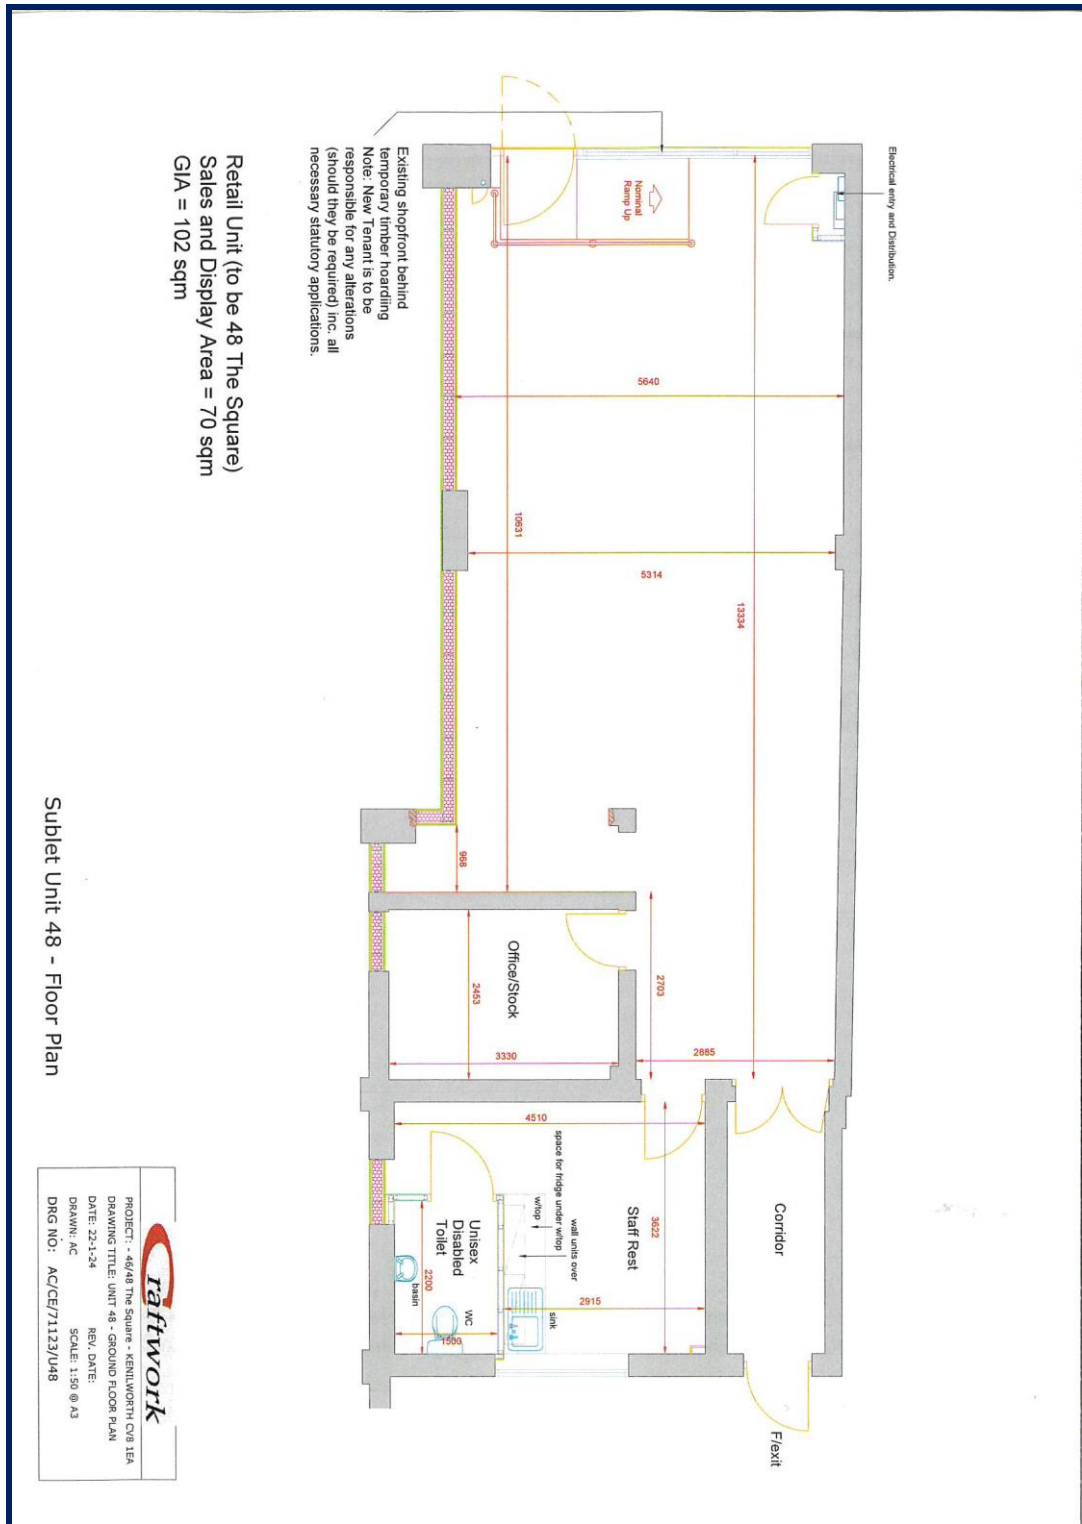 Electrical entry and Distribution.
Existing shopfront behind
temporary timber hoardiing
Note: New Tenant is to be
responsible for any alterations
(should they be required) inc. all
necessary statutory applications.
Nominal
Ramp Up
5640
10631
5314
13334
968
2703
Office/Stock
2453
3330
2885
4510
space for fridge under w/top
w/top
wall units over
3622
Staff Rest
Corridor
Unisex
Disabled
Toilet
2200
basin
WC
1500
2915
sink
F/exit
Retail Unit (to be 48 The Square)
Sales and Display Area = 70 sqm
GIA = 102 sqm
Sublet Unit 48 - Floor Plan
Craftwork
PROJECT: - 46/48 The Square - KENILWORTH CV8 1EA
DRAWING TITLE: UNIT 48 - GROUND FLOOR PLAN
DATE: 22-1-24 REV. DATE:
DRAWN: AC SCALE: 1:50 @ A3
DRG NO: AC/CE/71123/U48